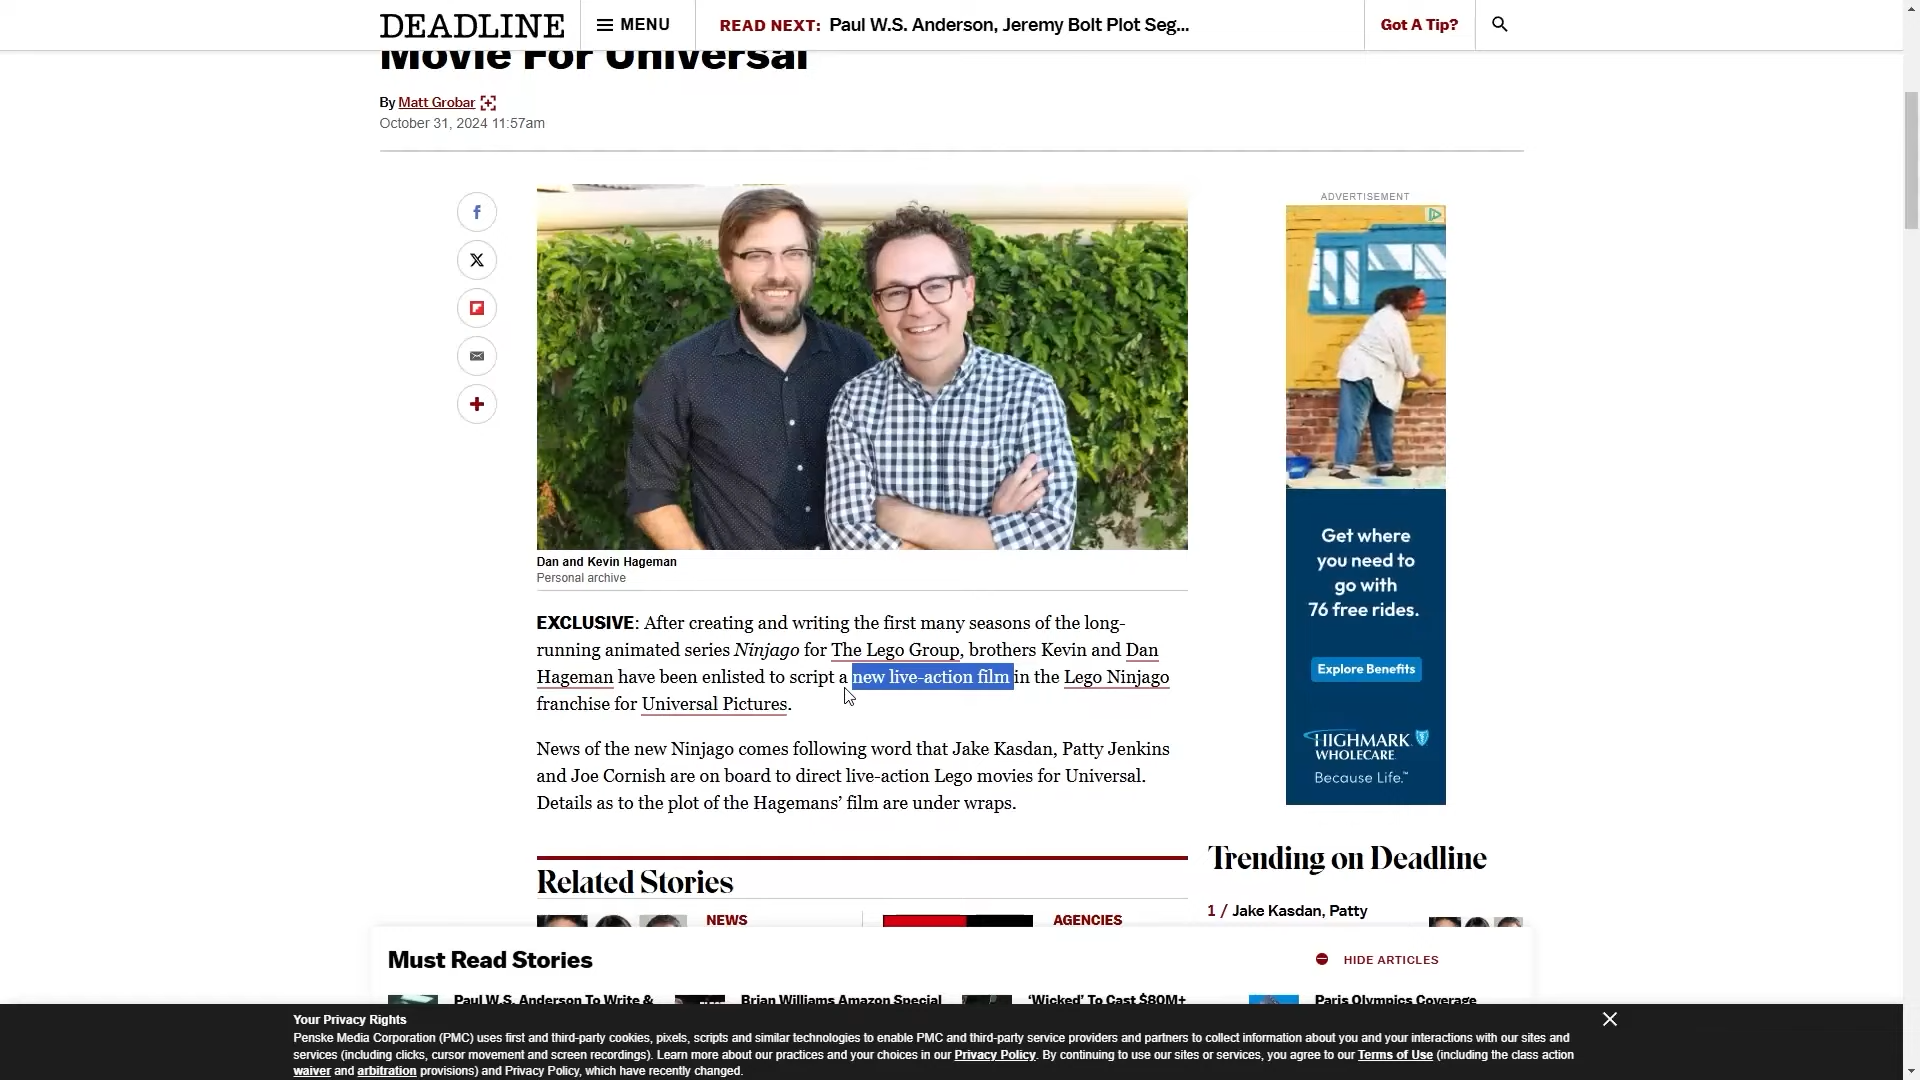 DEADLINE
MENU
READ NEXT: Paul W.S. Anderson, Jeremy Bolt Plot Seg...
Got A Tip?
Movie For Universal
By Matt Grobar
October 31, 2024 11:57am
Dan and Kevin Hageman
Personal archive
EXCLUSIVE: After creating and writing the first many seasons of the long-
running animated series Ninjago for The Lego Group, brothers Kevin and Dan
Hageman have been enlisted to script a new live-action film in the Lego Ninjago
franchise for Universal Pictures.
News of the new Ninjago comes following word that Jake Kasdan, Patty Jenkins
and Joe Cornish are on board to direct live-action Lego movies for Universal.
Details as to the plot of the Hagemans’ film are under wraps.
Related Stories
NEWS
AGENCIES
ADVERTISEMENT
Get where
you need to
go with
76 free rides.
Explore Benefits
HIGHMARK
WHOLECARE
Because Life.™
Trending on Deadline
1 / Jake Kasdan, Patty
Must Read Stories
HIDE ARTICLES
Paul W.S. Anderson To Write &
Brian Williams Amazon Special
‘Wicked’ To Cast $80M+
Paris Olympics Coverage
Your Privacy Rights
Penske Media Corporation (PMC) uses first and third-party cookies, pixels, scripts and similar technologies to enable PMC and third-party service providers and partners to collect information about you and your interactions with our sites and
services (including clicks, cursor movement and screen recordings). Learn more about our practices and your choices in our Privacy Policy. By continuing to use our sites or services, you agree to our Terms of Use (including the class action
waiver and arbitration provisions) and Privacy Policy, which have recently changed.